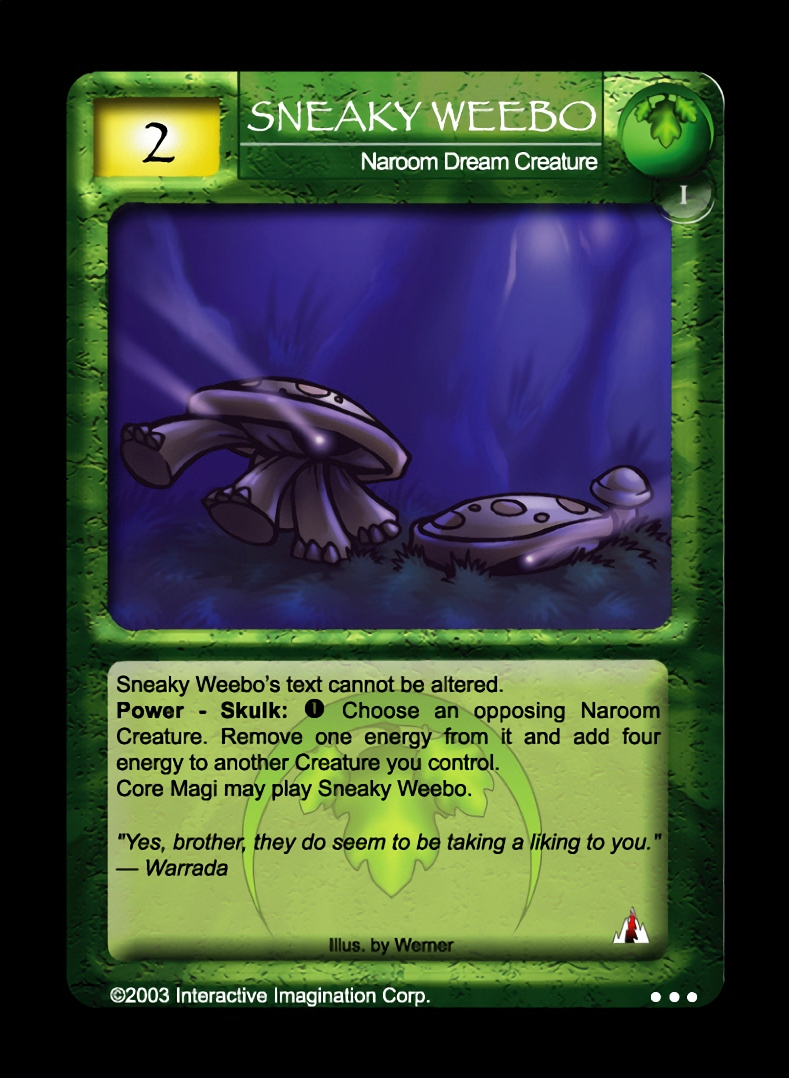 2
SNEAKY WEEBO
Naroom Dream Creature
I
Sneaky Weebo's text cannot be altered.
Power - Skulk: ❶ Choose an opposing Naroom
Creature. Remove one energy from it and add four
energy to another Creature you control.
Core Magi may play Sneaky Weebo.
"Yes, brother, they do seem to be taking a liking to you."
— Warrada
Illus. by Werner
©2003 Interactive Imagination Corp.